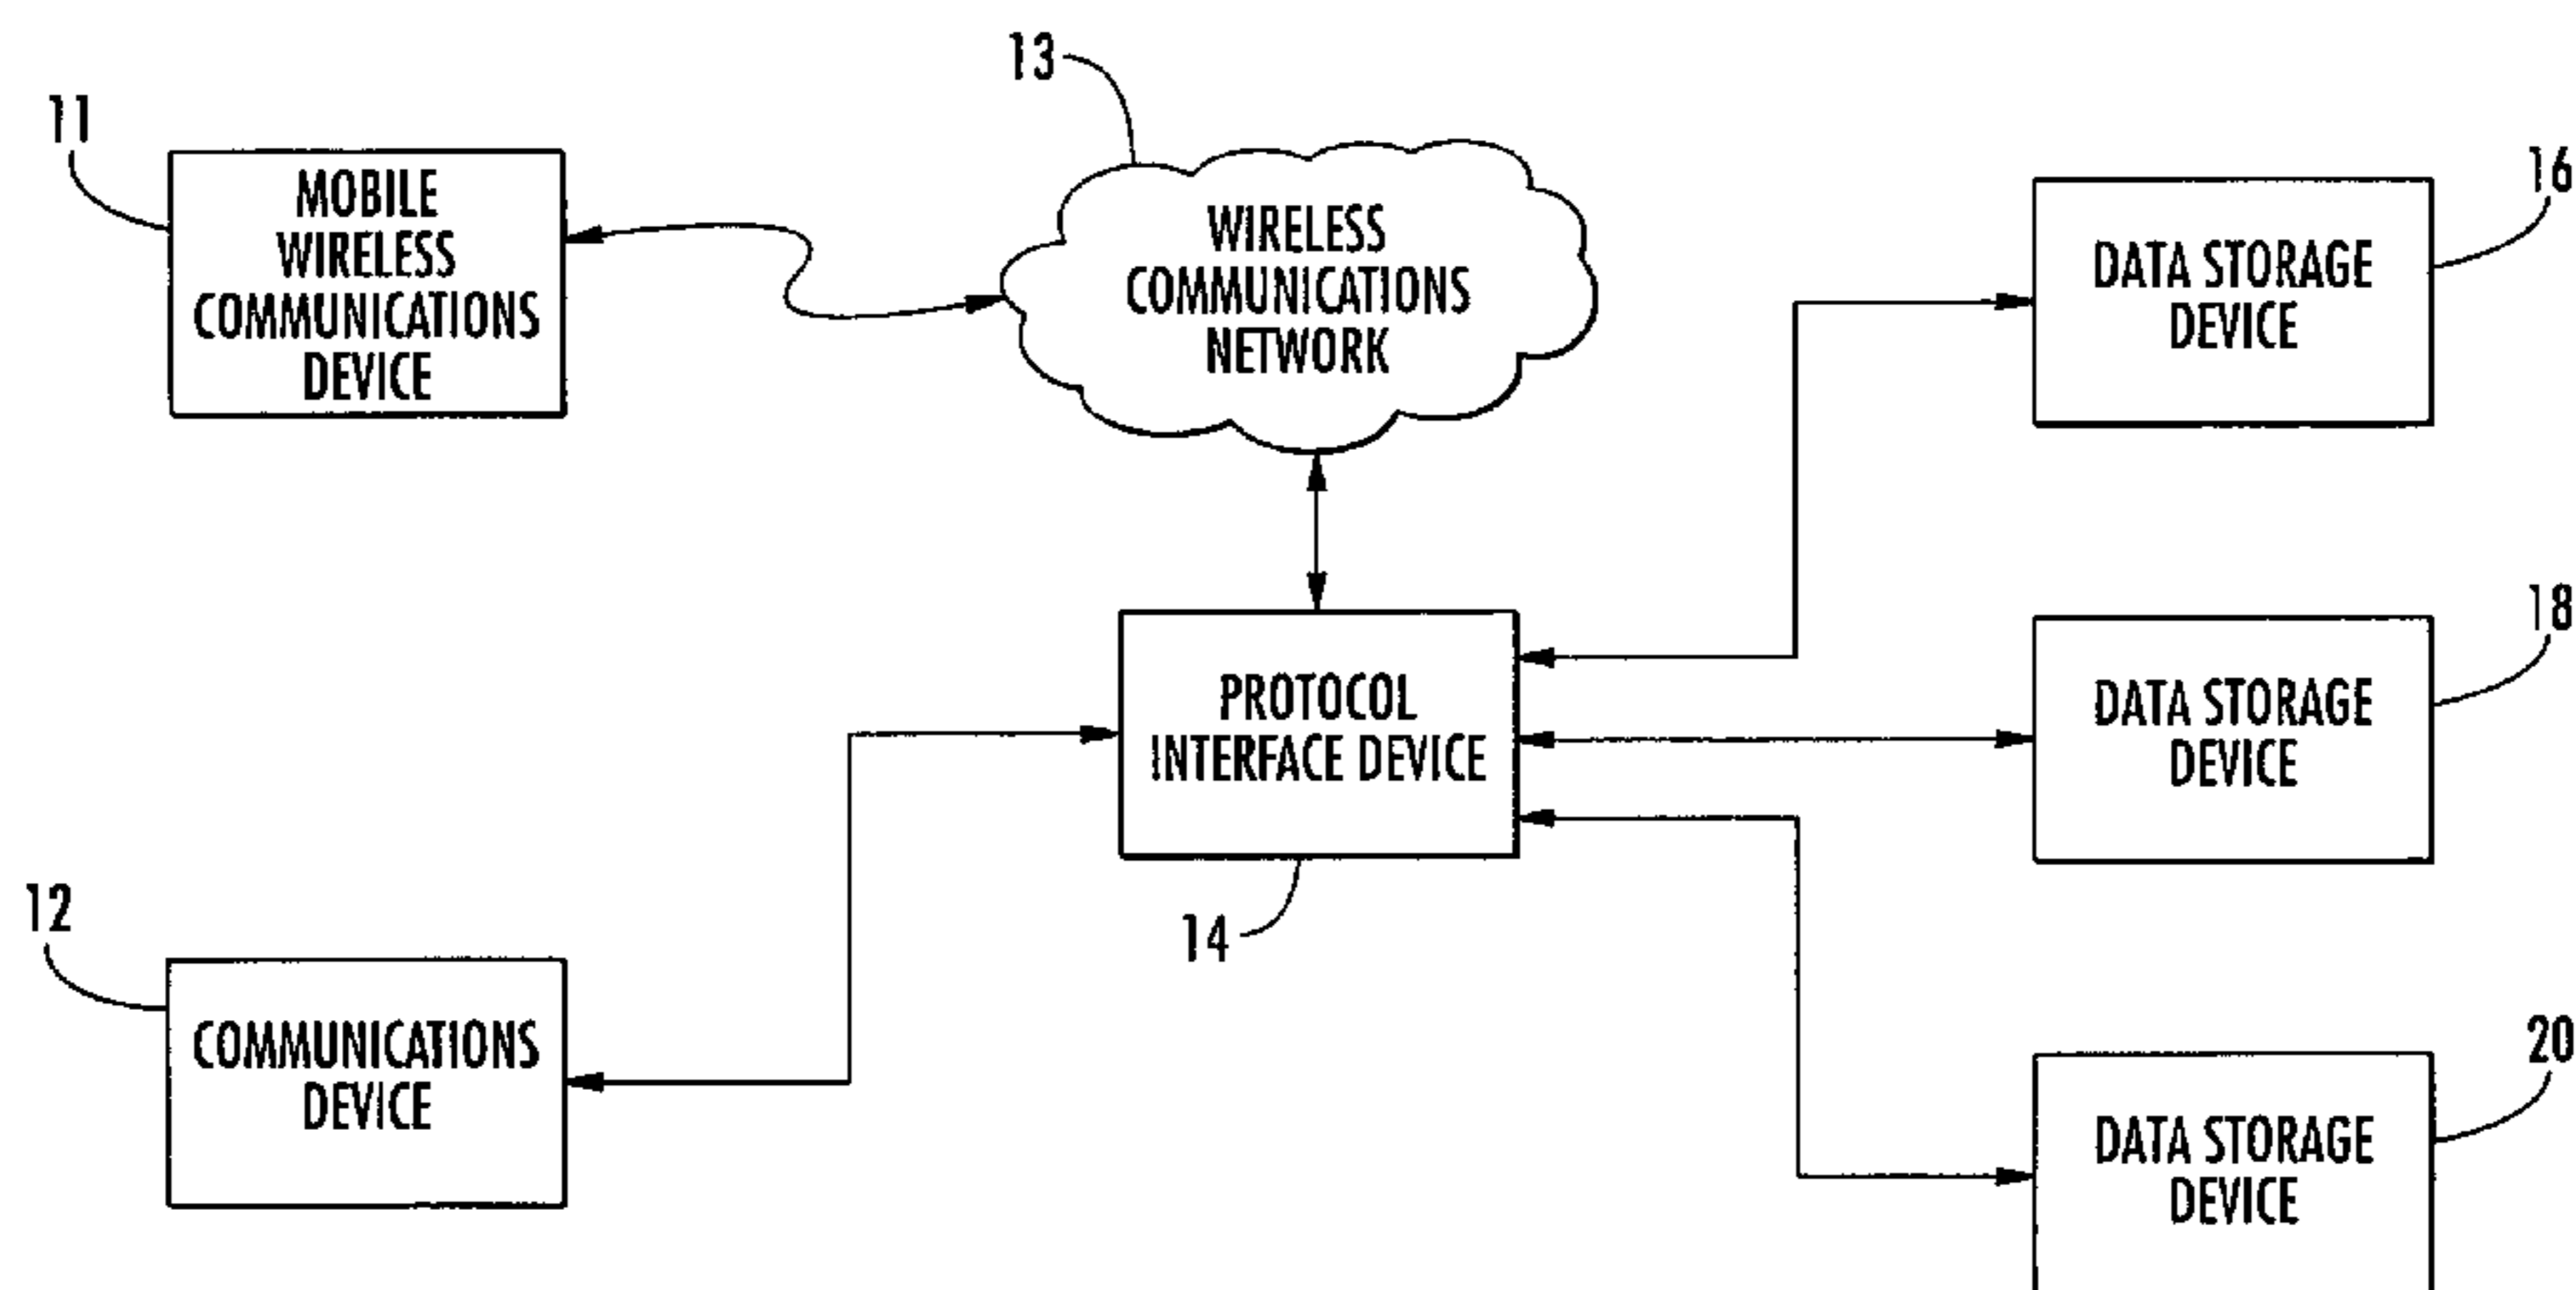 13
11
MOBILE
WIRELESS
COMMUNICATIONS
DEVICE
WIRELESS
COMMUNICATIONS
NETWORK
16
DATA STORAGE
DEVICE
18
PROTOCOL
INTERFACE DEVICE
DATA STORAGE
DEVICE
14
12
COMMUNICATIONS
DEVICE
20
DATA STORAGE
DEVICE